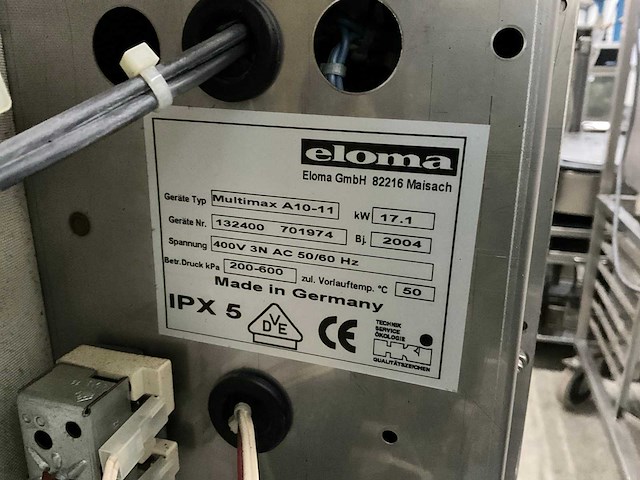 eloma
Eloma GmbH 82216 Maisach
Geräte Typ Multimax A10-11 kW 17.1
Geräte Nr. 132400 701974 Bj. 2004
Spannung 400V 3N AC 50/60 Hz
Betr.Druck kPa 200-600 zul. Vorlauftemp. °C 50
Made in Germany
IPX 5 DVE CE
TECHNIK
SERVICE
ÖKOLOGIE
QUALITÄTSZEICHEN